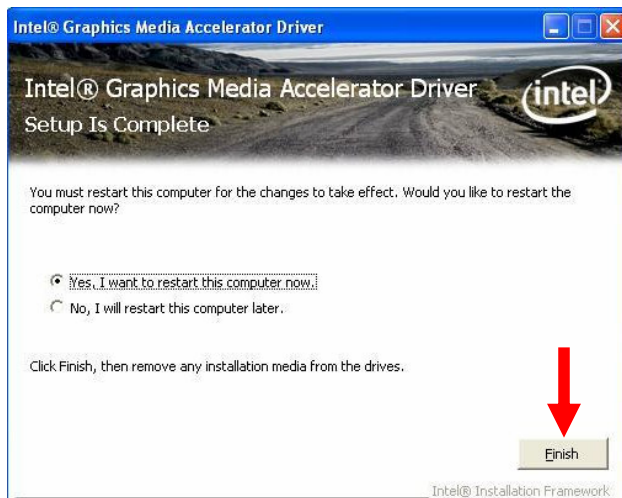 Intel® Graphics Media Accelerator Driver
Intel® Graphics Media Accelerator Driver
intel
Setup Is Complete
You must restart this computer for the changes to take effect. Would you like to restart the
computer now?
Yes, I want to restart this computer now.
No, I will restart this computer later.
Click Finish, then remove any installation media from the drives.
Finish
Intel® Installation Framework